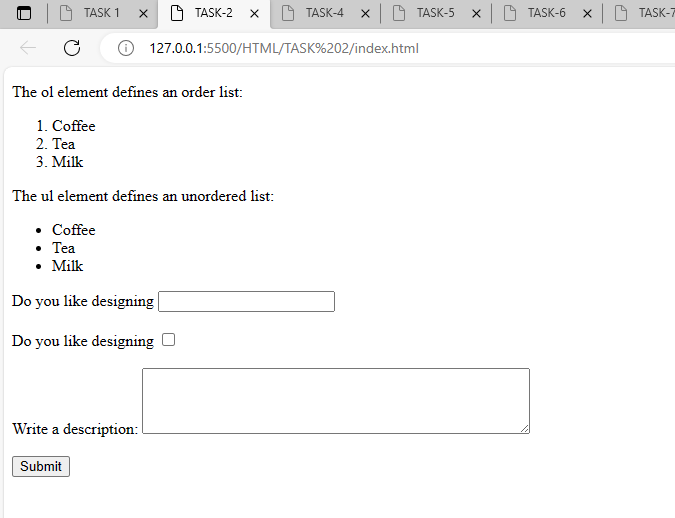 TASK 1 TASK-2 TASK-4 TASK-5 TASK-6 TASK-7
127.0.0.1:5500/HTML/TASK%202/index.html
The ol element defines an order list:
1. Coffee
2. Tea
3. Milk
The ul element defines an unordered list:
• Coffee
• Tea
• Milk
Do you like designing
Do you like designing
Write a description:
Submit